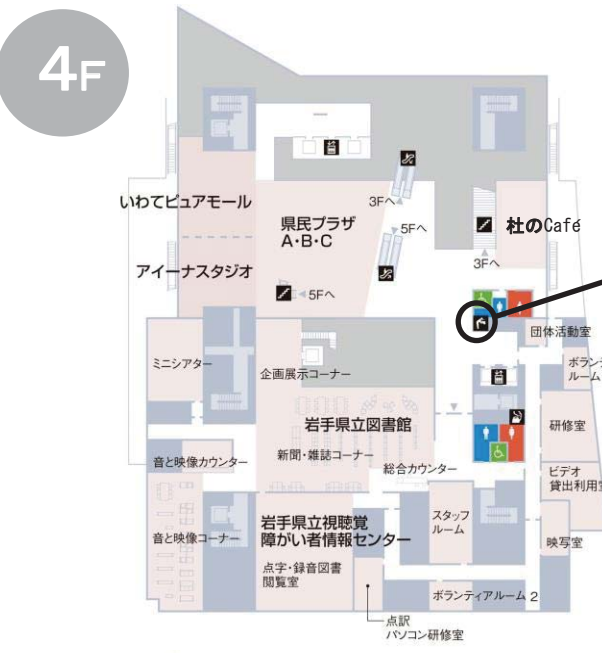 4F
いわてピュアモール
県民プラザ
A・B・C
3Fへ
5Fへ
杜のCafé
3Fへ
アイーナスタジオ
5Fへ
団体活動室
ミニシアター
企画展示コーナー
ルーム
岩手県立図書館
研修室
新聞・雑誌コーナー
音と映像カウンター
総合カウンター
ビデオ
貸出利用
スタッフ
ルーム
岩手県立視聴覚
障がい者情報センター
音と映像コーナー
映写室
点字・録音図書
閲覧室
ボランティアルーム 2
点訳
パソコン研修室